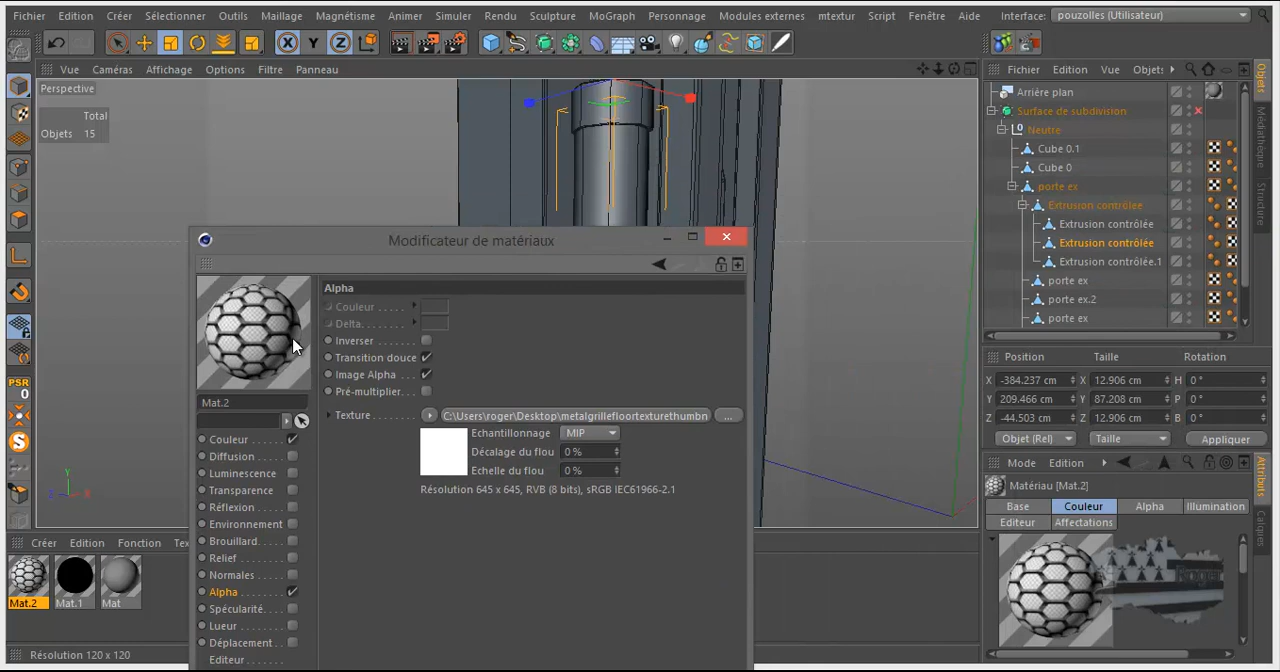 Fichier Edition Créer Sélectionner Outils Maillage Magnétisme Animer Simuler Rendu Sculpture MoGraph Personnage Modules externes mtextur Script Fenêtre Aide Interface: pouzolles (Utilisateur)
X Y Z
Vue Caméras Affichage Options Filtre Panneau
Fichier Edition Vue Objets
Perspective
Total
Objets 15
Arrière plan
Surface de subdivision
Neutre
Cube 0.1
Cube 0
porte ex
Extrusion contrôlée
Extrusion contrôlée
Extrusion contrôlée
Extrusion contrôlée.1
porte ex
porte ex.2
porte ex
Objets
Médiathèque
Structure
Modificateur de matériaux
Alpha
Couleur . . . . .
Delta. . . . . . .
Inverser
Transition douce
Image Alpha . . .
Pré-multiplier.
Texture . . . . C:\Users\roger\Desktop\metalgrillefloortexturethumbn ...
Echantillonnage MIP
Décalage du flou 0 %
Echelle du flou 0 %
Résolution 645 x 645, RVB (8 bits), sRGB IEC61966-2.1
Mat.2
Couleur
Diffusion
Luminescence
Transparence
Réflexion
Environnement
Brouillard
Relief
Normales
Alpha
Spécularité
Lueur
Déplacement
Editeur
PSR
0
S
Y
Z X
Position Taille Rotation
X -384.237 cm X 12.906 cm H 0 °
Y 209.466 cm Y 87.208 cm P 0 °
Z -44.503 cm Z 12.906 cm B 0 °
Objet (Rel) Taille Appliquer
Mode Edition
Matériau [Mat.2]
Base Couleur Alpha Illumination
Editeur Affectations
Attributs
Calques
Créer Edition Fonction Tex
Mat.2 Mat.1 Mat
Résolution 120 x 120